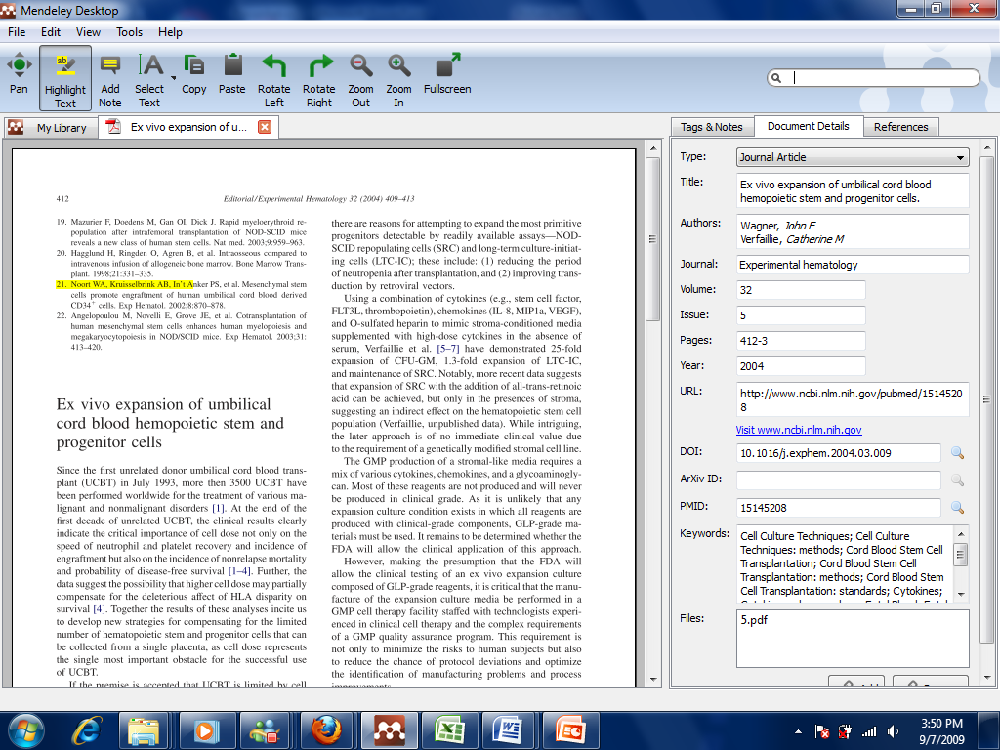 Mendeley Desktop
File Edit View Tools Help
Pan
Highlight Text
Add Note
Select Text
Copy
Paste
Rotate Left
Rotate Right
Zoom Out
Zoom In
Fullscreen
My Library
Ex vivo expansion of u...
412
Editorial/Experimental Hematology 32 (2004) 409–413
19. Mazurier F, Doedens M, Gan OI, Dick J. Rapid myeloerythroid re-
population after intrafemoral transplantation of NOD-SCID mice
reveals a new class of human stem cells. Nat med. 2003;9:959–963.
20. Hagglund H, Ringden O, Agren B, et al. Intraosseous compared to
intravenous infusion of allogeneic bone marrow. Bone Marrow Trans-
plant. 1998;21:331–335.
21. Noort WA, Kruisselbrink AB, In't Anker PS, et al. Mesenchymal stem
cells promote engraftment of human umbilical cord blood derived
CD34+ cells. Exp Hematol. 2002;8:870–878.
22. Angelopoulou M, Novelli E, Grove JE, et al. Cotransplantation of
human mesenchymal stem cells enhances human myelopoiesis and
megakaryocytopoiesis in NOD/SCID mice. Exp Hematol. 2003;31:
413–420.
Ex vivo expansion of umbilical
cord blood hemopoietic stem and
progenitor cells
Since the first unrelated donor umbilical cord blood trans-
plant (UCBT) in July 1993, more then 3500 UCBT have
been performed worldwide for the treatment of various ma-
lignant and nonmalignant disorders [1]. At the end of the
first decade of unrelated UCBT, the clinical results clearly
indicate the critical importance of cell dose not only on the
speed of neutrophil and platelet recovery and incidence of
engraftment but also on the incidence of nonrelapse mortality
and probability of disease-free survival [1–4]. Further, the
data suggest the possibility that higher cell dose may partially
compensate for the deleterious affect of HLA disparity on
survival [4]. Together the results of these analyses incite us
to develop new strategies for compensating for the limited
number of hematopoietic stem and progenitor cells that can
be collected from a single placenta, as cell dose represents
the single most important obstacle for the successful use
of UCBT.
If the premise is accepted that UCBT is limited by cell
there are reasons for attempting to expand the most primitive
progenitors detectable by readily available assays—NOD-
SCID repopulating cells (SRC) and long-term culture-initiat-
ing cells (LTC-IC); these include: (1) reducing the period
of neutropenia after transplantation, and (2) improving trans-
duction by retroviral vectors.
Using a combination of cytokines (e.g., stem cell factor,
FLT3L, thrombopoietin), chemokines (IL-8, MIP1a, VEGF),
and O-sulfated heparin to mimic stroma-conditioned media
supplemented with high-dose cytokines in the absence of
serum, Verfaillie et al. [5–7] have demonstrated 25-fold
expansion of CFU-GM, 1.3-fold expansion of LTC-IC,
and maintenance of SRC. Notably, more recent data suggests
that expansion of SRC with the addition of all-trans-retinoic
acid can be achieved, but only in the presences of stroma,
suggesting an indirect effect on the hematopoietic stem cell
population (Verfaillie, unpublished data). While intriguing,
the later approach is of no immediate clinical value due
to the requirement of a genetically modified stromal cell line.
The GMP production of a stromal-like media requires a
mix of various cytokines, chemokines, and a glycoaminogly-
can. Most of these reagents are not produced and will never
be produced in clinical grade. As it is unlikely that any
expansion culture condition exists in which all reagents are
produced with clinical-grade components, GLP-grade ma-
terials must be used. It remains to be determined whether the
FDA will allow the clinical application of this approach.
However, making the presumption that the FDA will
allow the clinical testing of an ex vivo expansion culture
composed of GLP-grade reagents, it is critical that the manu-
facture of the expansion culture media be performed in a
GMP cell therapy facility staffed with technologists experi-
enced in clinical cell therapy and the complex requirements
of a GMP quality assurance program. This requirement is
not only to minimize the risks to human subjects but also
to reduce the chance of protocol deviations and optimize
the identification of manufacturing problems and process
improvements.
Tags & Notes Document Details References
Type: Journal Article
Title: Ex vivo expansion of umbilical cord blood
hemopoietic stem and progenitor cells.
Authors: Wagner, John E
Verfaillie, Catherine M
Journal: Experimental hematology
Volume: 32
Issue: 5
Pages: 412-3
Year: 2004
URL: http://www.ncbi.nlm.nih.gov/pubmed/1514520
8
Visit www.ncbi.nlm.nih.gov
DOI: 10.1016/j.exphem.2004.03.009
ArXiv ID:
PMID: 15145208
Keywords: Cell Culture Techniques; Cell Culture
Techniques: methods; Cord Blood Stem Cell
Transplantation; Cord Blood Stem Cell
Transplantation: methods; Cord Blood Stem
Cell Transplantation: standards; Cytokines;
Files: 5.pdf
3:50 PM
9/7/2009